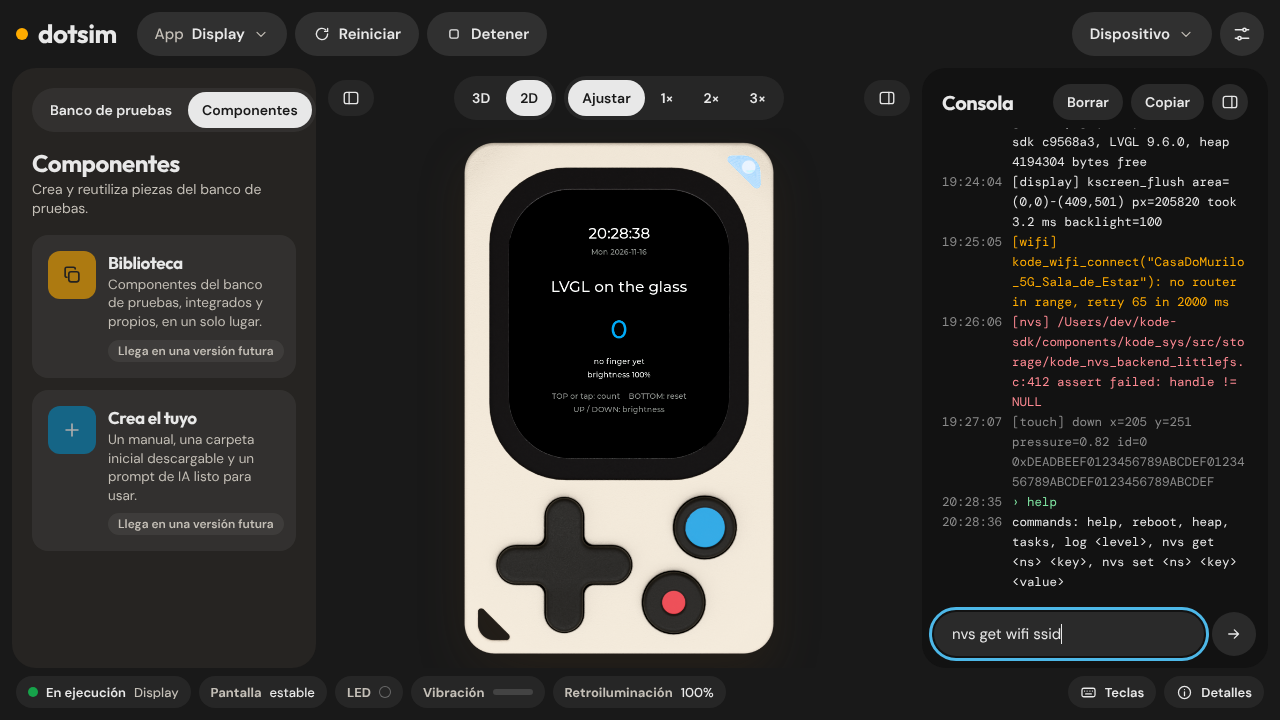 dotsim
App Display
Reiniciar
Detener
Dispositivo
Banco de pruebas
Componentes
Componentes
Crea y reutiliza piezas del banco de
pruebas.
Biblioteca
Componentes del banco
de pruebas, integrados y
propios, en un solo lugar.
Llega en una versión futura
Crea el tuyo
Un manual, una carpeta
inicial descargable y un
prompt de IA listo para
usar.
Llega en una versión futura
3D
2D
Ajustar
1×
2×
3×
20:28:38
Mon 2026-11-16
LVGL on the glass
0
no finger yet
brightness 100%
TOP or tap: count BOTTOM: reset
UP / DOWN: brightness
Consola
Borrar
Copiar
sdk c9568a3, LVGL 9.6.0, heap
4194304 bytes free
19:24:04 [display] kscreen_flush area=
(0,0)-(409,501) px=205820 took
3.2 ms backlight=100
19:25:05 [wifi]
kode_wifi_connect("CasaDoMurilo
_5G_Sala_de_Estar"): no router
in range, retry 65 in 2000 ms
19:26:06 [nvs] /Users/dev/kode-
sdk/components/kode_sys/src/sto
rage/kode_nvs_backend_littlefs.
c:412 assert failed: handle !=
NULL
19:27:07 [touch] down x=205 y=251
pressure=0.82 id=0
0xDEADBEEF0123456789ABCDEF01234
56789ABCDEF0123456789ABCDEF
20:28:35 › help
20:28:36 commands: help, reboot, heap,
tasks, log <level>, nvs get
<ns> <key>, nvs set <ns> <key>
<value>
nvs get wifi ssid
En ejecución Display
Pantalla estable
LED
Vibración
Retroiluminación 100%
Teclas
Detalles